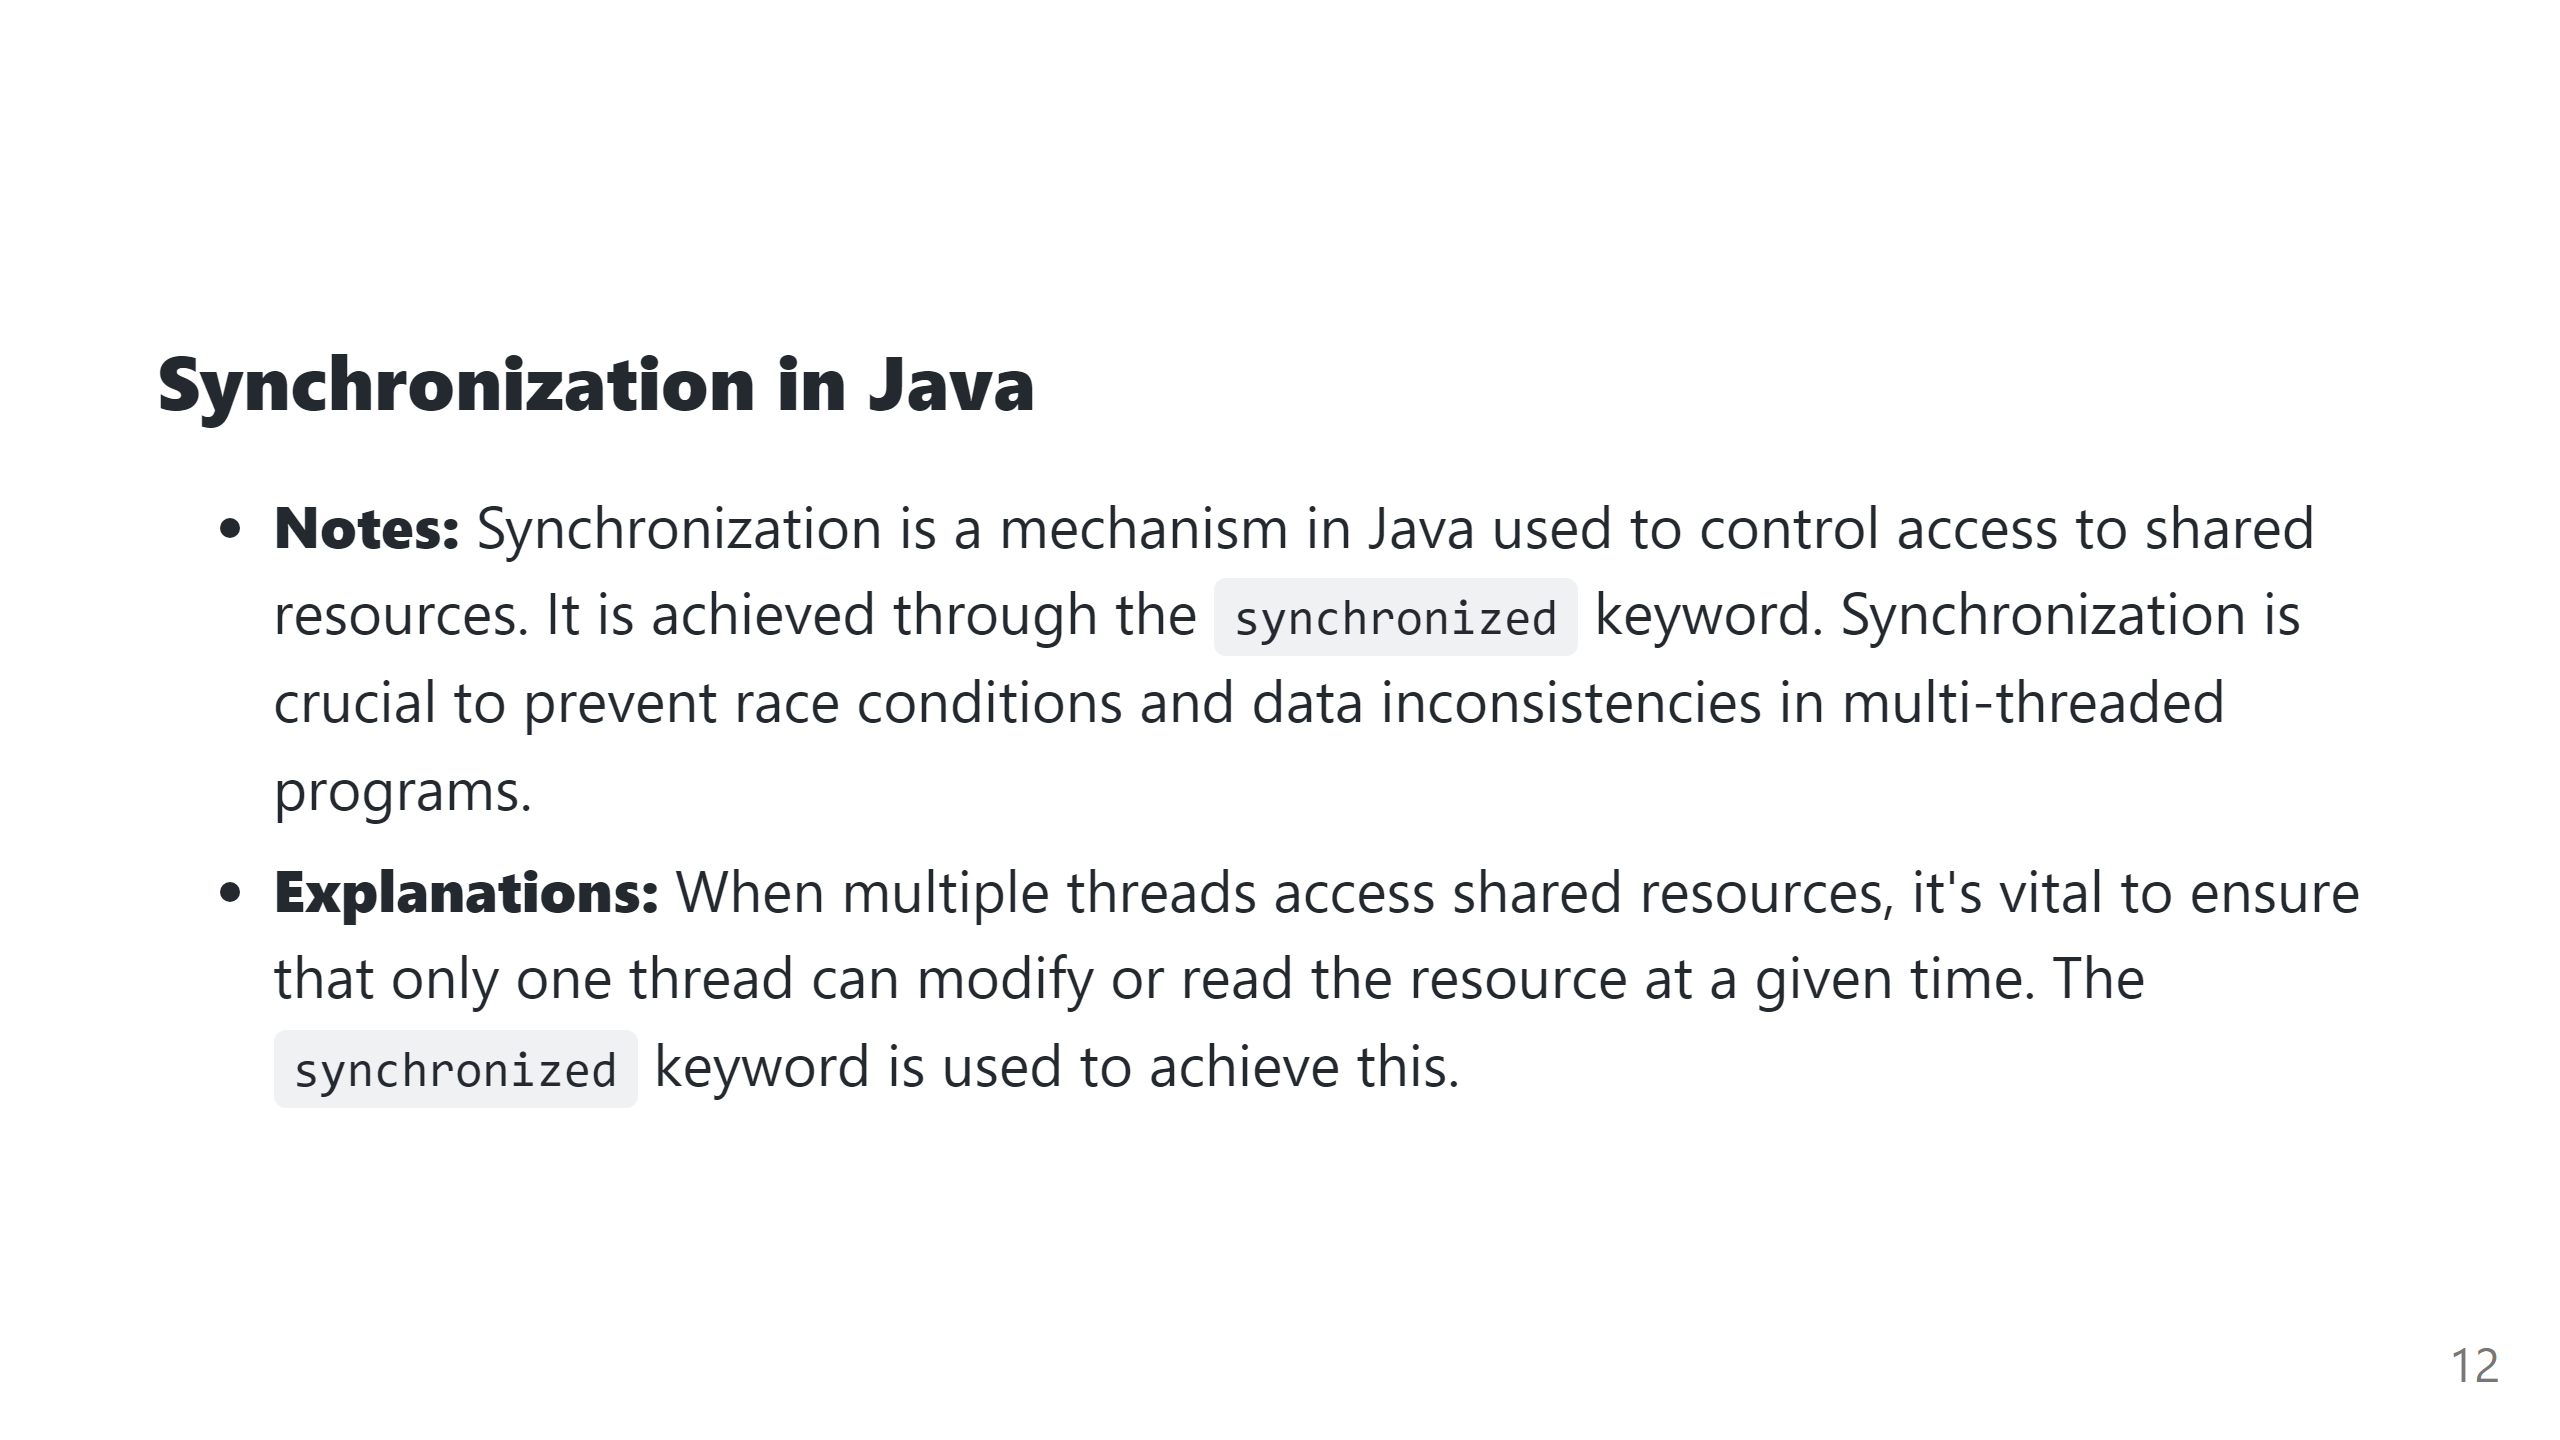 Synchronization in Java
• Notes: Synchronization is a mechanism in Java used to control access to shared
resources. It is achieved through the synchronized keyword. Synchronization is
crucial to prevent race conditions and data inconsistencies in multi-threaded
programs.
• Explanations: When multiple threads access shared resources, it's vital to ensure
that only one thread can modify or read the resource at a given time. The
synchronized keyword is used to achieve this.
12